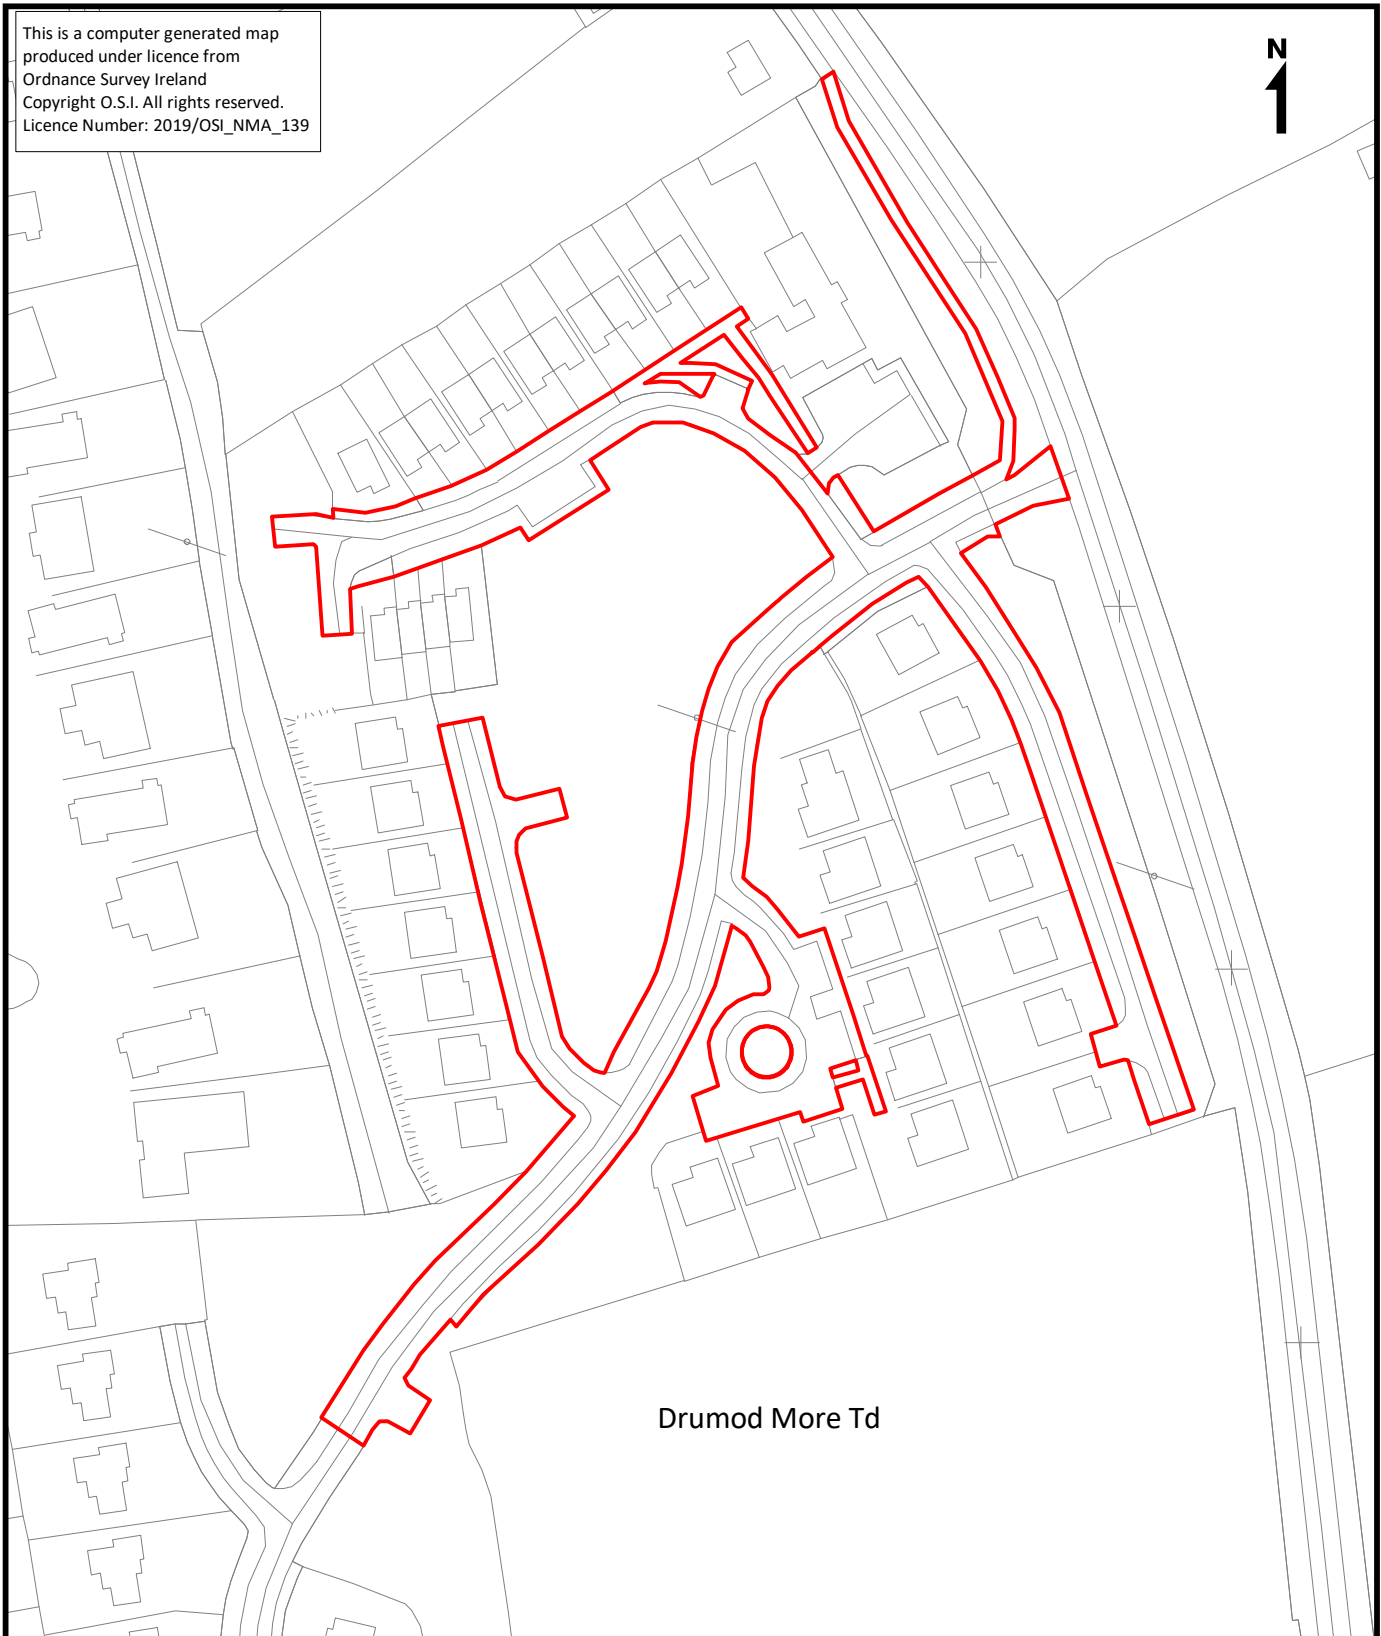 This is a computer generated map
produced under licence from
Ordnance Survey Ireland
Copyright O.S.I. All rights reserved.
Licence Number: 2019/OSI_NMA_139
N
Drumod More Td